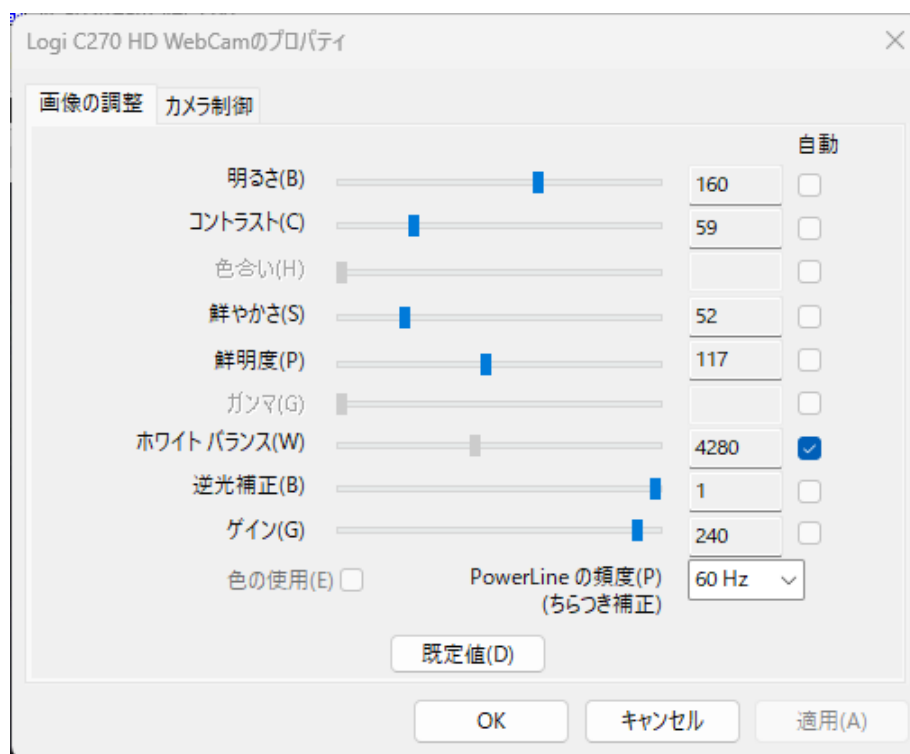 Logi C270 HD WebCamのプロパティ
画像の調整 カメラ制御
自動
明るさ(B) 160
コントラスト(C) 59
色合い(H)
鮮やかさ(S) 52
鮮明度(P) 117
ガンマ(G)
ホワイト バランス(W) 4280
逆光補正(B) 1
ゲイン(G) 240
色の使用(E) PowerLine の頻度(P) 60 Hz
(ちらつき補正)
既定値(D)
OK キャンセル 適用(A)